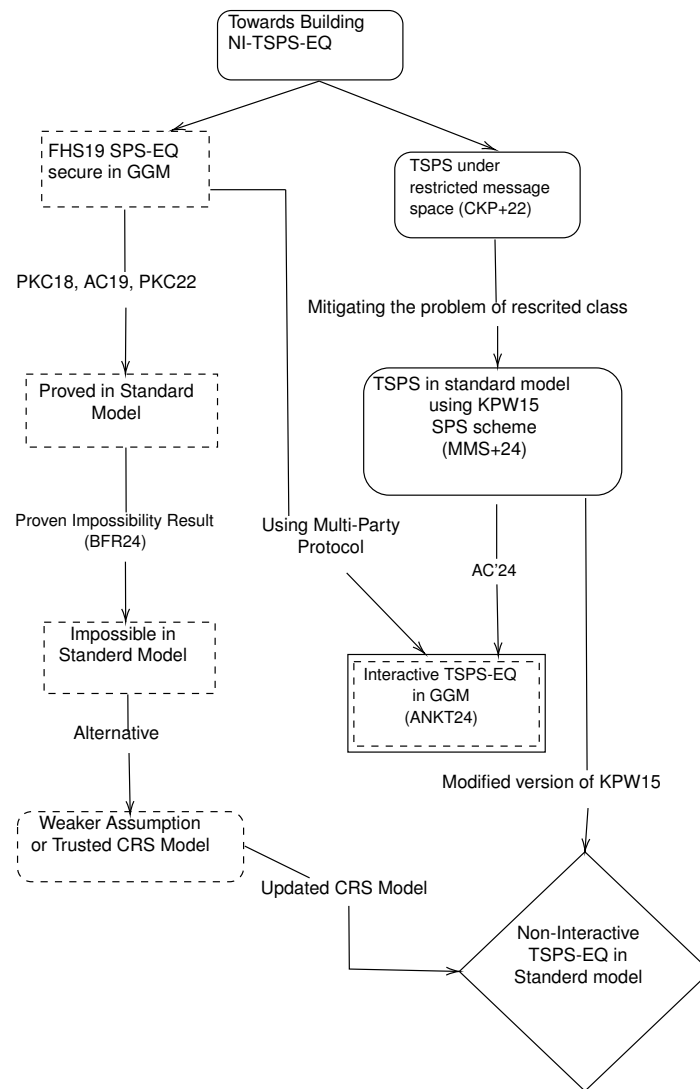 Towards Building
NI-TSPS-EQ
FHS19 SPS-EQ
secure in GGM
TSPS under
restricted message
space (CKP+22)
PKC18, AC19, PKC22
Mitigating the problem of rescrited class
Proved in Standard
Model
TSPS in standard model
using KPW15
SPS scheme
(MMS+24)
Proven Impossibility Result
(BFR24)
Using Multi-Party
Protocol
AC'24
Impossible in
Standerd Model
Interactive TSPS-EQ
in GGM
(ANKT24)
Alternative
Modified version of KPW15
Weaker Assumption
or Trusted CRS Model
Updated CRS Model
Non-Interactive
TSPS-EQ in
Standerd model